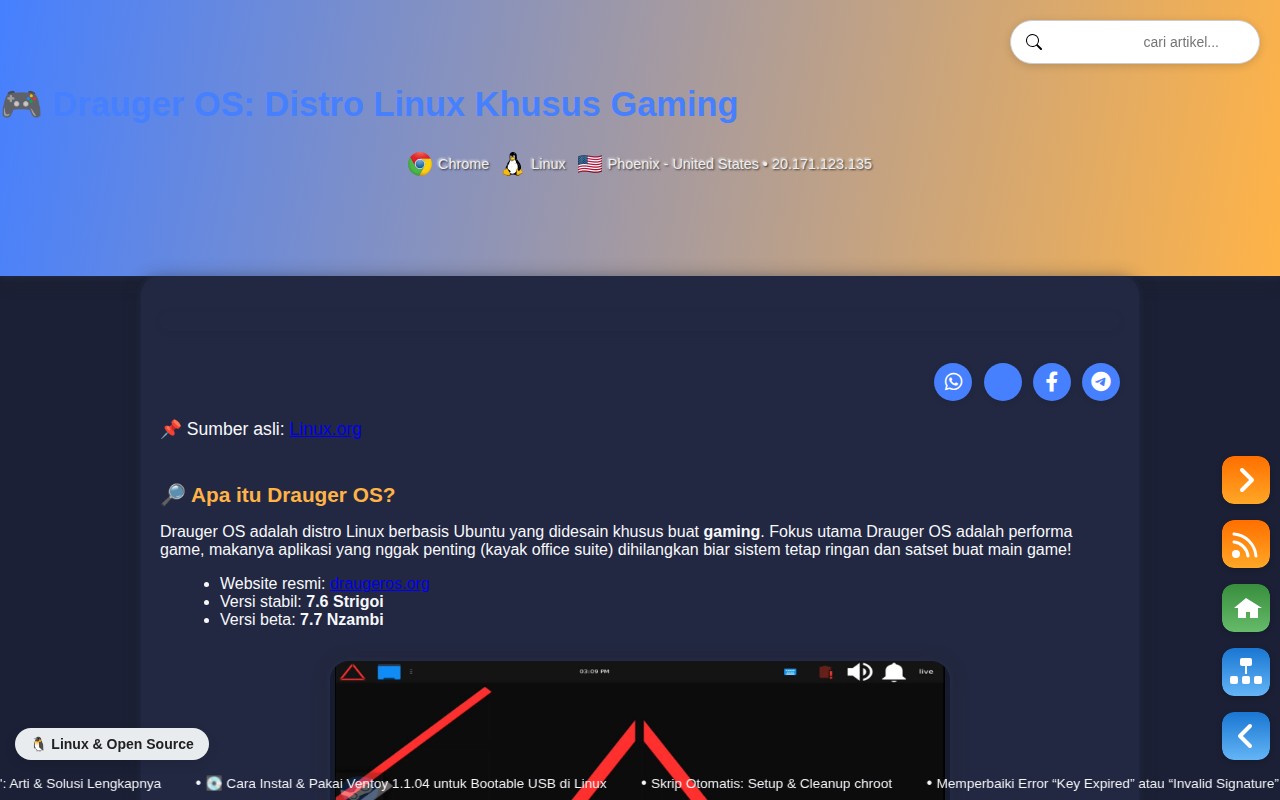 cari artikel...
🎮 Drauger OS: Distro Linux Khusus Gaming
Chrome Linux Phoenix - United States • 20.171.123.135
📌 Sumber asli: Linux.org
🔎 Apa itu Drauger OS?
Drauger OS adalah distro Linux berbasis Ubuntu yang didesain khusus buat gaming. Fokus utama Drauger OS adalah performa
game, makanya aplikasi yang nggak penting (kayak office suite) dihilangkan biar sistem tetap ringan dan satset buat main game!
• Website resmi: draugeros.org
• Versi stabil: 7.6 Strigoi
• Versi beta: 7.7 Nzambi
03:09 PM
live
🐧 Linux & Open Source
': Arti & Solusi Lengkapnya • 💽 Cara Instal & Pakai Ventoy 1.1.04 untuk Bootable USB di Linux • Skrip Otomatis: Setup & Cleanup chroot • Memperbaiki Error “Key Expired” atau “Invalid Signature”